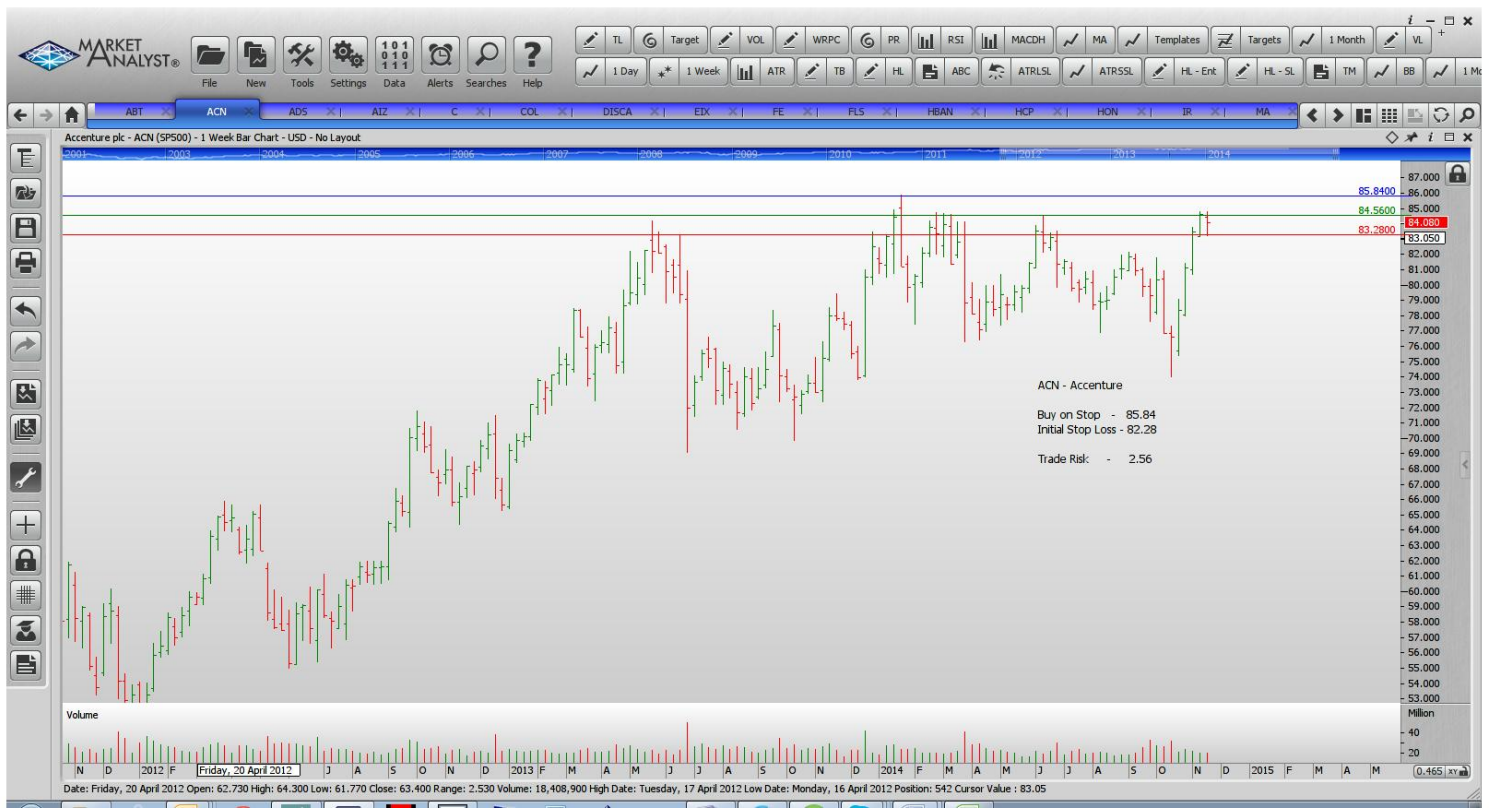 i
MARKET ANALYST®
File New Tools Settings Data Alerts Searches Help
101 010 111
TL Target VOL WRPC PR RSI MACDH MA Templates Targets 1 Month VL
1 Day 1 Week ATR TB HL ABC ATRLSL ATRSSL HL - Ent HL - SL TM BB 1 Mo
ABT ACN ADS AIZ C COL DISCA EIX FE FLS HBAN HCP HON IR MA
Accenture plc - ACN (SP500) - 1 Week Bar Chart - USD - No Layout
i
2001 2003 2004 2005 2006 2007 2008 2009 2010 2011 2012 2013 2014
87.000
85.8400
86.000
84.5600
85.000
84.080
83.2800
83.050
82.000
81.000
80.000
79.000
78.000
77.000
76.000
75.000
74.000
73.000
72.000
71.000
70.000
69.000
68.000
67.000
66.000
65.000
64.000
63.000
62.000
61.000
60.000
59.000
58.000
57.000
56.000
55.000
54.000
53.000
ACN - Accenture
Buy on Stop - 85.84
Initial Stop Loss - 82.28
Trade Risk - 2.56
Volume
Million
40
20
N D 2012 F Friday, 20 April 2012 J A S O N D 2013 F M A M J J A S O N D 2014 F M A M J J A S O N D 2015 F M A M
0.465 XY
Date: Friday, 20 April 2012 Open: 62.730 High: 64.300 Low: 61.770 Close: 63.400 Range: 2.530 Volume: 18,408,900 High Date: Tuesday, 17 April 2012 Low Date: Monday, 16 April 2012 Position: 542 Cursor Value : 83.05